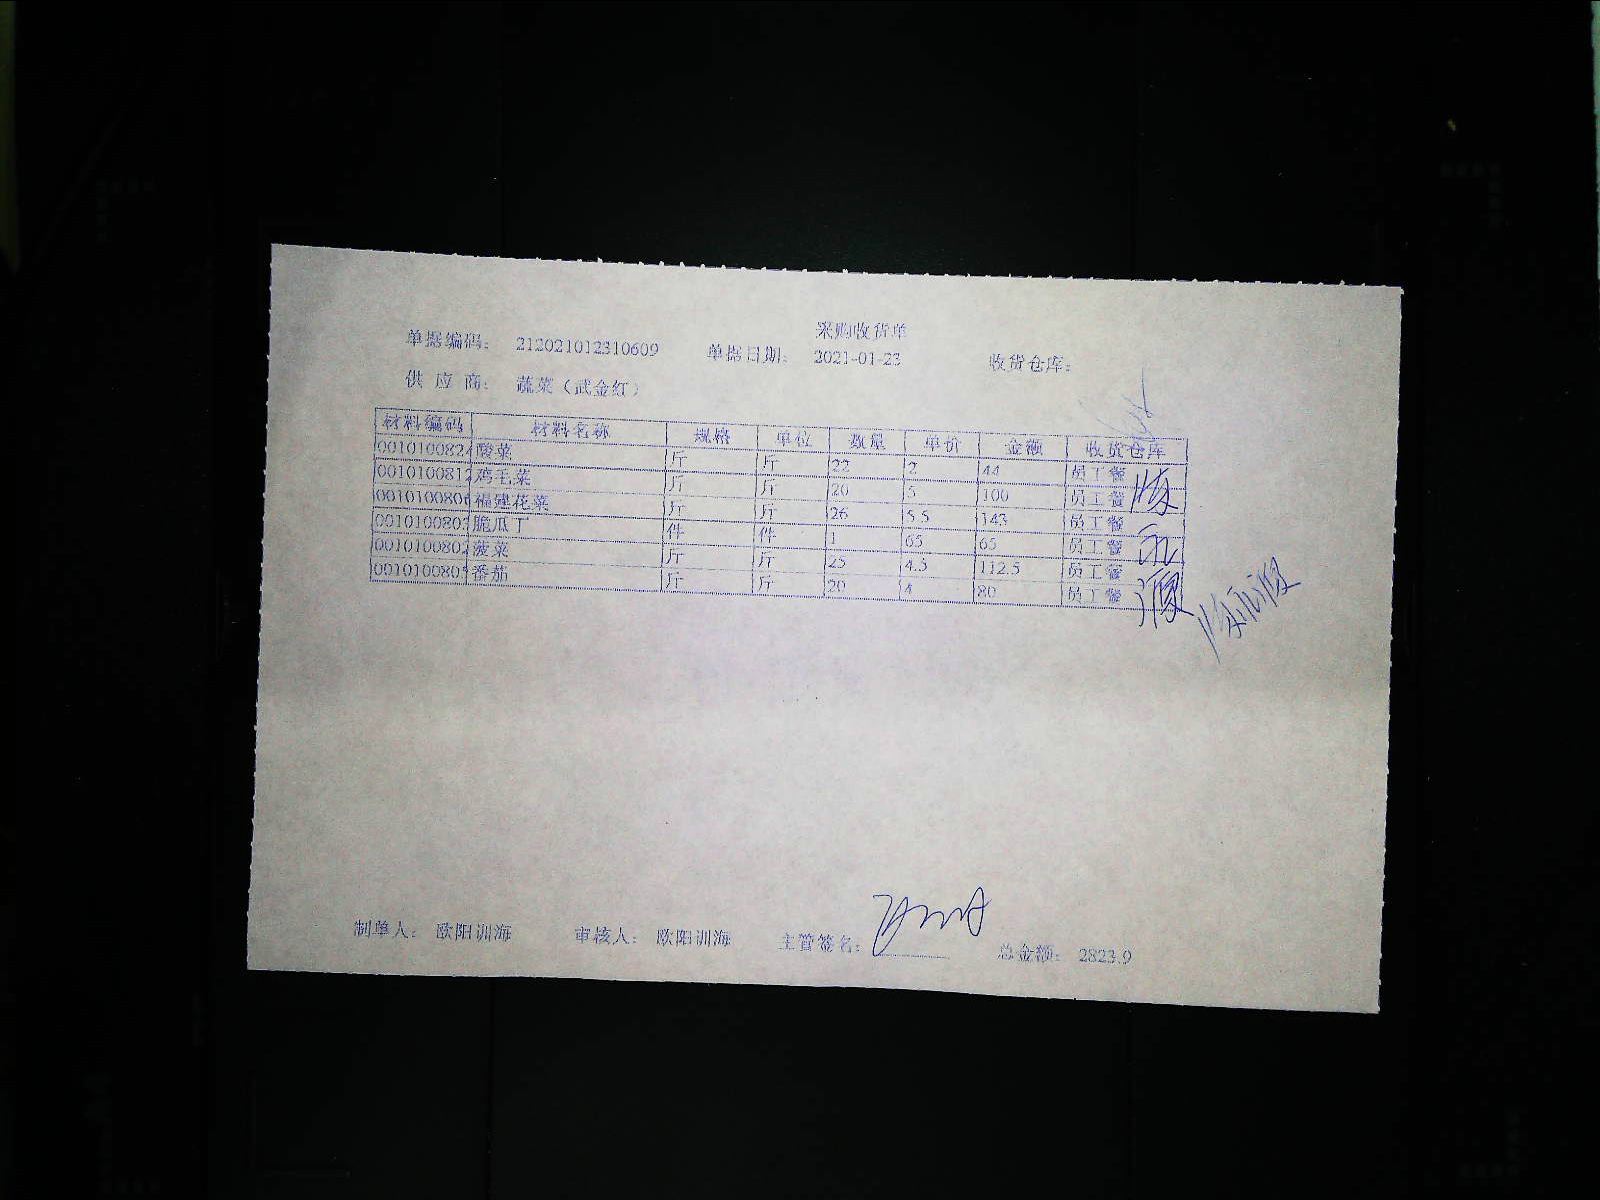 采购收货单
单据编码: 212021012310609 单据日期: 2021-01-23 收货仓库:
供应商: 蔬菜(武金红)
材料编码 材料名称 规格 单位 数量 单价 金额 收货仓库
0010100824 酸菜 斤 斤 22 2 44 员工餐
0010100812 鸡毛菜 斤 斤 20 5 100 员工餐
0010100806 福建花菜 斤 斤 26 5.5 143 员工餐
001010080 脆瓜丁 件 件 1 65 65 员工餐
0010100802 菠菜 斤 斤 25 4.5 112.5 员工餐
001010080 番茄 斤 斤 20 4 80 员工餐
制单人: 欧阳训海 审核人: 欧阳训海 主管签名: 总金额: 2823.9